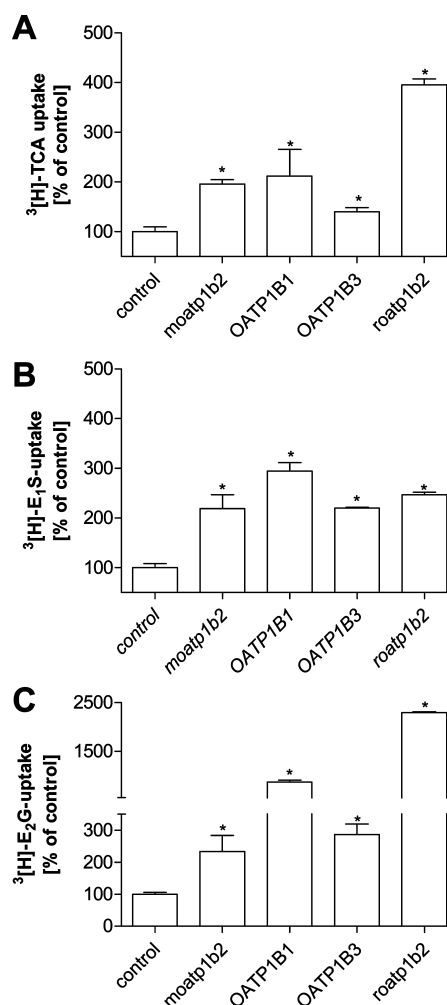 A
³[H]-TCA uptake
[% of control]
500
400
300
200
100
*
*
*
*
control
moatp1b2
OATP1B1
OATP1B3
roatp1b2
B
³[H]-E₁S-uptake
[% of control]
500
400
300
200
100
*
*
*
*
control
moatp1b2
OATP1B1
OATP1B3
roatp1b2
C
³[H]-E₂G-uptake
[% of control]
2500
1500
300
200
100
0
*
*
*
*
control
moatp1b2
OATP1B1
OATP1B3
roatp1b2